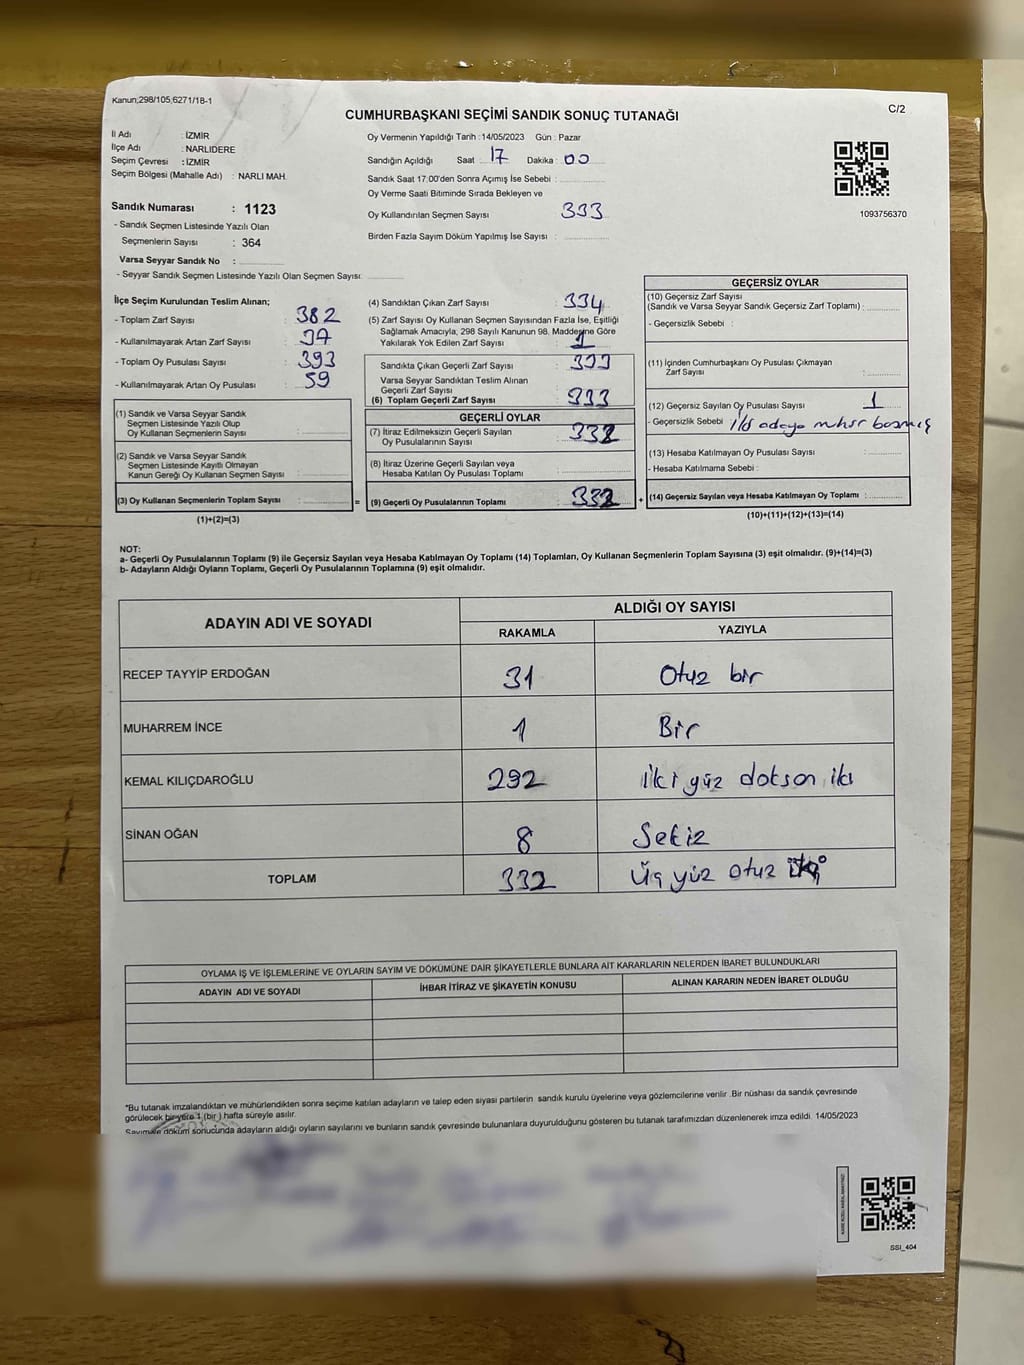 Kanun,298/105,6271/18-1
CUMHURBAŞKANI SEÇİMİ SANDIK SONUÇ TUTANAĞI
C/2
İl Adı : İZMİR
İlçe Adı : NARLIDERE
Seçim Çevresi : İZMİR
Seçim Bölgesi (Mahalle Adı) : NARLI MAH.
Sandık Numarası : 1123
- Sandık Seçmen Listesinde Yazılı Olan
Seçmenlerin Sayısı : 364
Varsa Seyyar Sandık No :
- Seyyar Sandık Seçmen Listesinde Yazılı Olan Seçmen Sayısı:
Oy Vermenin Yapıldığı Tarih :14/05/2023 Gün : Pazar
Sandığın Açıldığı Saat : 17 Dakika : 00
Sandık Saat 17:00'den Sonra Açımış İse Sebebi :
Oy Verme Saati Bitiminde Sırada Bekleyen ve
Oy Kullandırılan Seçmen Sayısı 333
Birden Fazla Sayım Döküm Yapılmış İse Sayısı :
1093756370
İlçe Seçim Kurulundan Teslim Alınan;
- Toplam Zarf Sayısı : 382
- Kullanılmayarak Artan Zarf Sayısı :
- Toplam Oy Pusulası Sayısı : 393
- Kullanılmayarak Artan Oy Pusulası : 59
(1) Sandık ve Varsa Seyyar Sandık
Seçmen Listesinde Yazılı Olup
Oy Kullanan Seçmenlerin Sayısı :
(2) Sandık ve Varsa Seyyar Sandık
Seçmen Listesinde Kayıtlı Olmayan
Kanun Gereği Oy Kullanan Seçmen Sayısı :
(3) Oy Kullanan Seçmenlerin Toplam Sayısı : =
(1)+(2)=(3)
(4) Sandıktan Çıkan Zarf Sayısı : 334
(5) Zarf Sayısı Oy Kullanan Seçmen Sayısından Fazla İse, Eşitliği
Sağlamak Amacıyla; 298 Sayılı Kanunun 98. Maddesine Göre
Yakılarak Yok Edilen Zarf Sayısı : 1
Sandıkta Çıkan Geçerli Zarf Sayısı : 333
Varsa Seyyar Sandıktan Teslim Alınan
Geçerli Zarf Sayısı
(6) Toplam Geçerli Zarf Sayısı : 333
GEÇERLİ OYLAR
(7) İtiraz Edilmeksizin Geçerli Sayılan
Oy Pusulalarının Sayısı : 332
(8) İtiraz Üzerine Geçerli Sayılan veya
Hesaba Katılan Oy Pusulası Toplamı :
(9) Geçerli Oy Pusulalarının Toplamı : 332 +
GEÇERSİZ OYLAR
(10) Geçersiz Zarf Sayısı
(Sandık ve Varsa Seyyar Sandık Geçersiz Zarf Toplamı) :
- Geçersizlik Sebebi :
(11) İçinden Cumhurbaşkanı Oy Pusulası Çıkmayan
Zarf Sayısı :
(12) Geçersiz Sayılan Oy Pusulası Sayısı 1
- Geçersizlik Sebebi : iki adaya mühür basmış
(13) Hesaba Katılmayan Oy Pusulası Sayısı :
- Hesaba Katılmama Sebebi :
(14) Geçersiz Sayılan veya Hesaba Katılmayan Oy Toplamı :
(10)+(11)+(12)+(13)=(14)
NOT:
a- Geçerli Oy Pusulalarının Toplamı (9) ile Geçersiz Sayılan veya Hesaba Katılmayan Oy Toplamı (14) Toplamları, Oy Kullanan Seçmenlerin Toplam Sayısına (3) eşit olmalıdır. (9)+(14)=(3)
b- Adayların Aldığı Oyların Toplamı, Geçerli Oy Pusulalarının Toplamına (9) eşit olmalıdır.
ADAYIN ADI VE SOYADI
ALDIĞI OY SAYISI
RAKAMLA YAZIYLA
RECEP TAYYİP ERDOĞAN 31 Otuz bir
MUHARREM İNCE 1 Bir
KEMAL KILIÇDAROĞLU 292 İki yüz doksan iki
SİNAN OĞAN 8 Sekiz
TOPLAM 332 Üç yüz otuz iki
OYLAMA İŞ VE İŞLEMLERİNE VE OYLARIN SAYIM VE DÖKÜMÜNE DAİR ŞİKAYETLERLE BUNLARA AİT KARARLARIN NELERDEN İBARET BULUNDUKLARI
ADAYIN ADI VE SOYADI İHBAR İTİRAZ VE ŞİKAYETİN KONUSU ALINAN KARARIN NEDEN İBARET OLDUĞU
*Bu tutanak imzalandıktan ve mühürlendikten sonra seçime katılan adayların ve talep eden siyasi partilerin sandık kurulu üyelerine veya gözlemcilerine verilir .Bir nüshası da sandık çevresinde
görülecek bir yere 1 (bir ) hafta süreyle asılır.
Sayım ve döküm sonucunda adayların aldığı oyların sayılarını ve bunların sandık çevresinde bulunanlara duyurulduğunu gösteren bu tutanak tarafımızdan düzenlenerek imza edildi. 14/05/2023
SSI_404